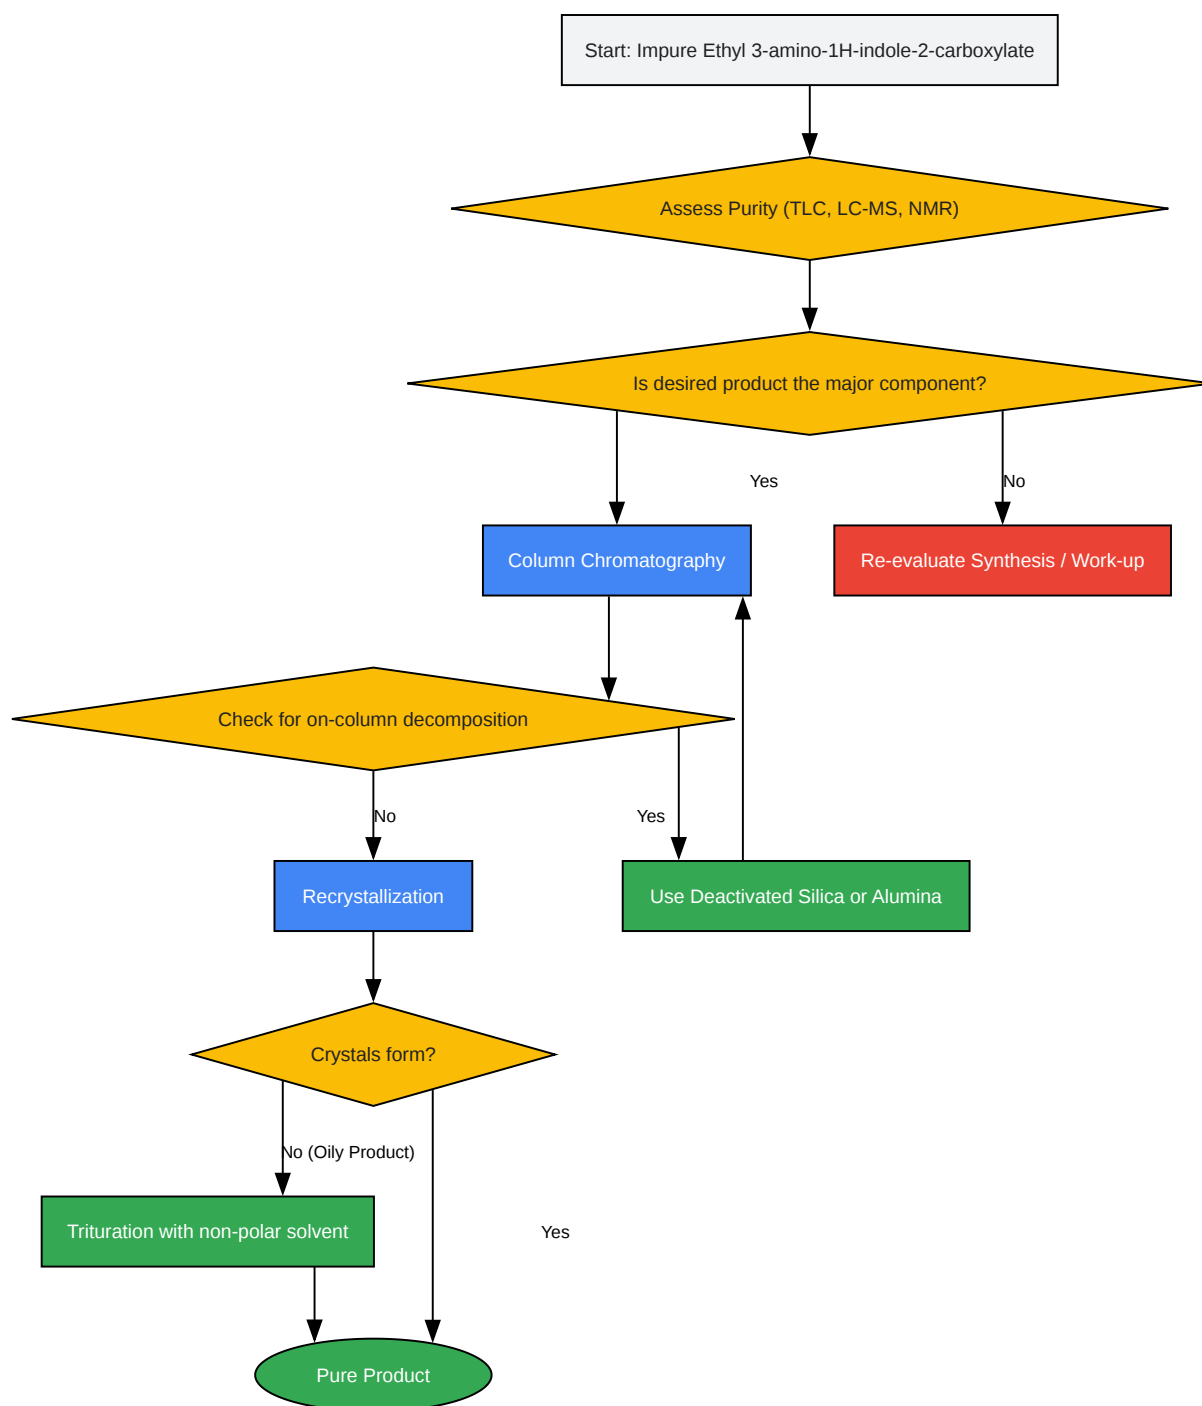 Start: Impure Ethyl 3-amino-1H-indole-2-carboxylate
Assess Purity (TLC, LC-MS, NMR)
Is desired product the major component?
Yes
No
Column Chromatography
Re-evaluate Synthesis / Work-up
Check for on-column decomposition
No
Yes
Recrystallization
Use Deactivated Silica or Alumina
Crystals form?
No (Oily Product)
Trituration with non-polar solvent
Yes
Pure Product